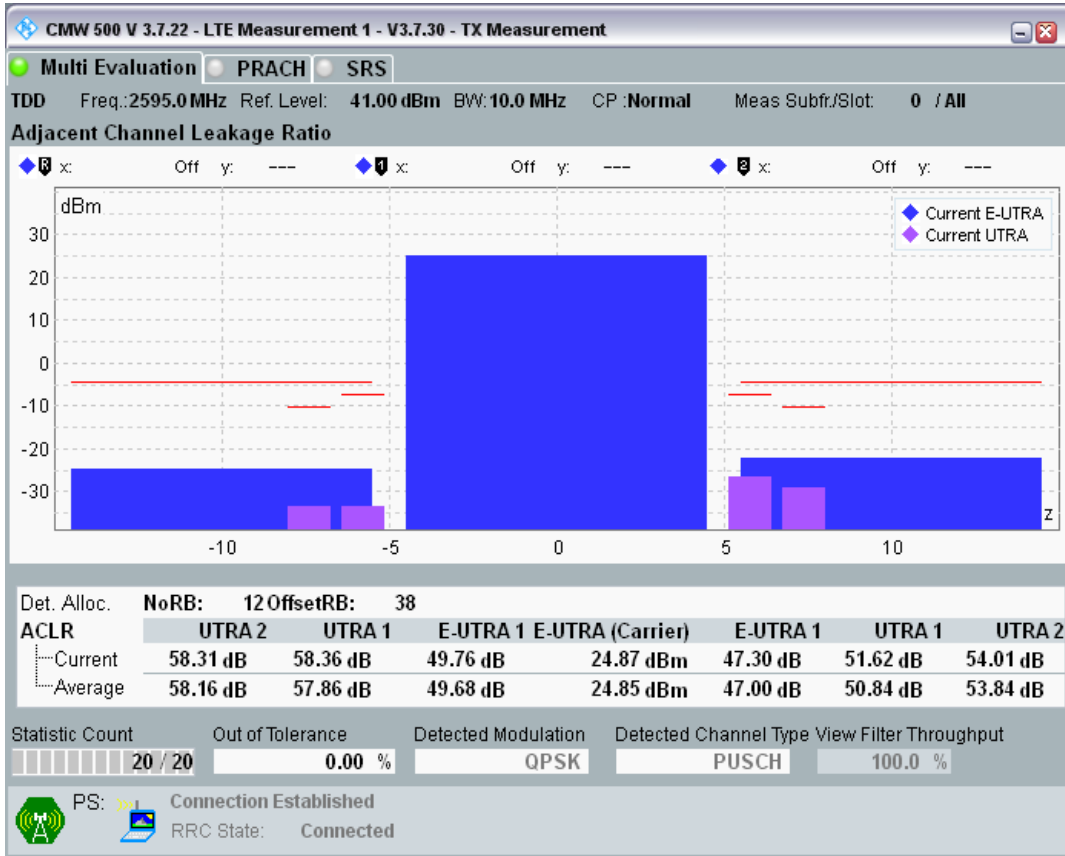 CMW 500 V 3.7.22 - LTE Measurement 1 - V3.7.30 - TX Measurement
Multi Evaluation PRACH SRS
TDD Freq.:2595.0 MHz Ref. Level: 41.00 dBm BW: 10.0 MHz CP :Normal Meas Subfr./Slot: 0 / All
Adjacent Channel Leakage Ratio
R x: Off y: --- 1 x: Off y: --- 2 x: Off y: ---
dBm
Current E-UTRA
Current UTRA
30
20
10
0
-10
-20
-30
z
-10 -5 0 5 10
Det. Alloc. NoRB: 12 OffsetRB: 38
ACLR UTRA 2 UTRA 1 E-UTRA 1 E-UTRA (Carrier) E-UTRA 1 UTRA 1 UTRA 2
Current 58.31 dB 58.36 dB 49.76 dB 24.87 dBm 47.30 dB 51.62 dB 54.01 dB
Average 58.16 dB 57.86 dB 49.68 dB 24.85 dBm 47.00 dB 50.84 dB 53.84 dB
Statistic Count Out of Tolerance Detected Modulation Detected Channel Type View Filter Throughput
20 / 20 0.00 % QPSK PUSCH 100.0 %
PS: Connection Established
RRC State: Connected